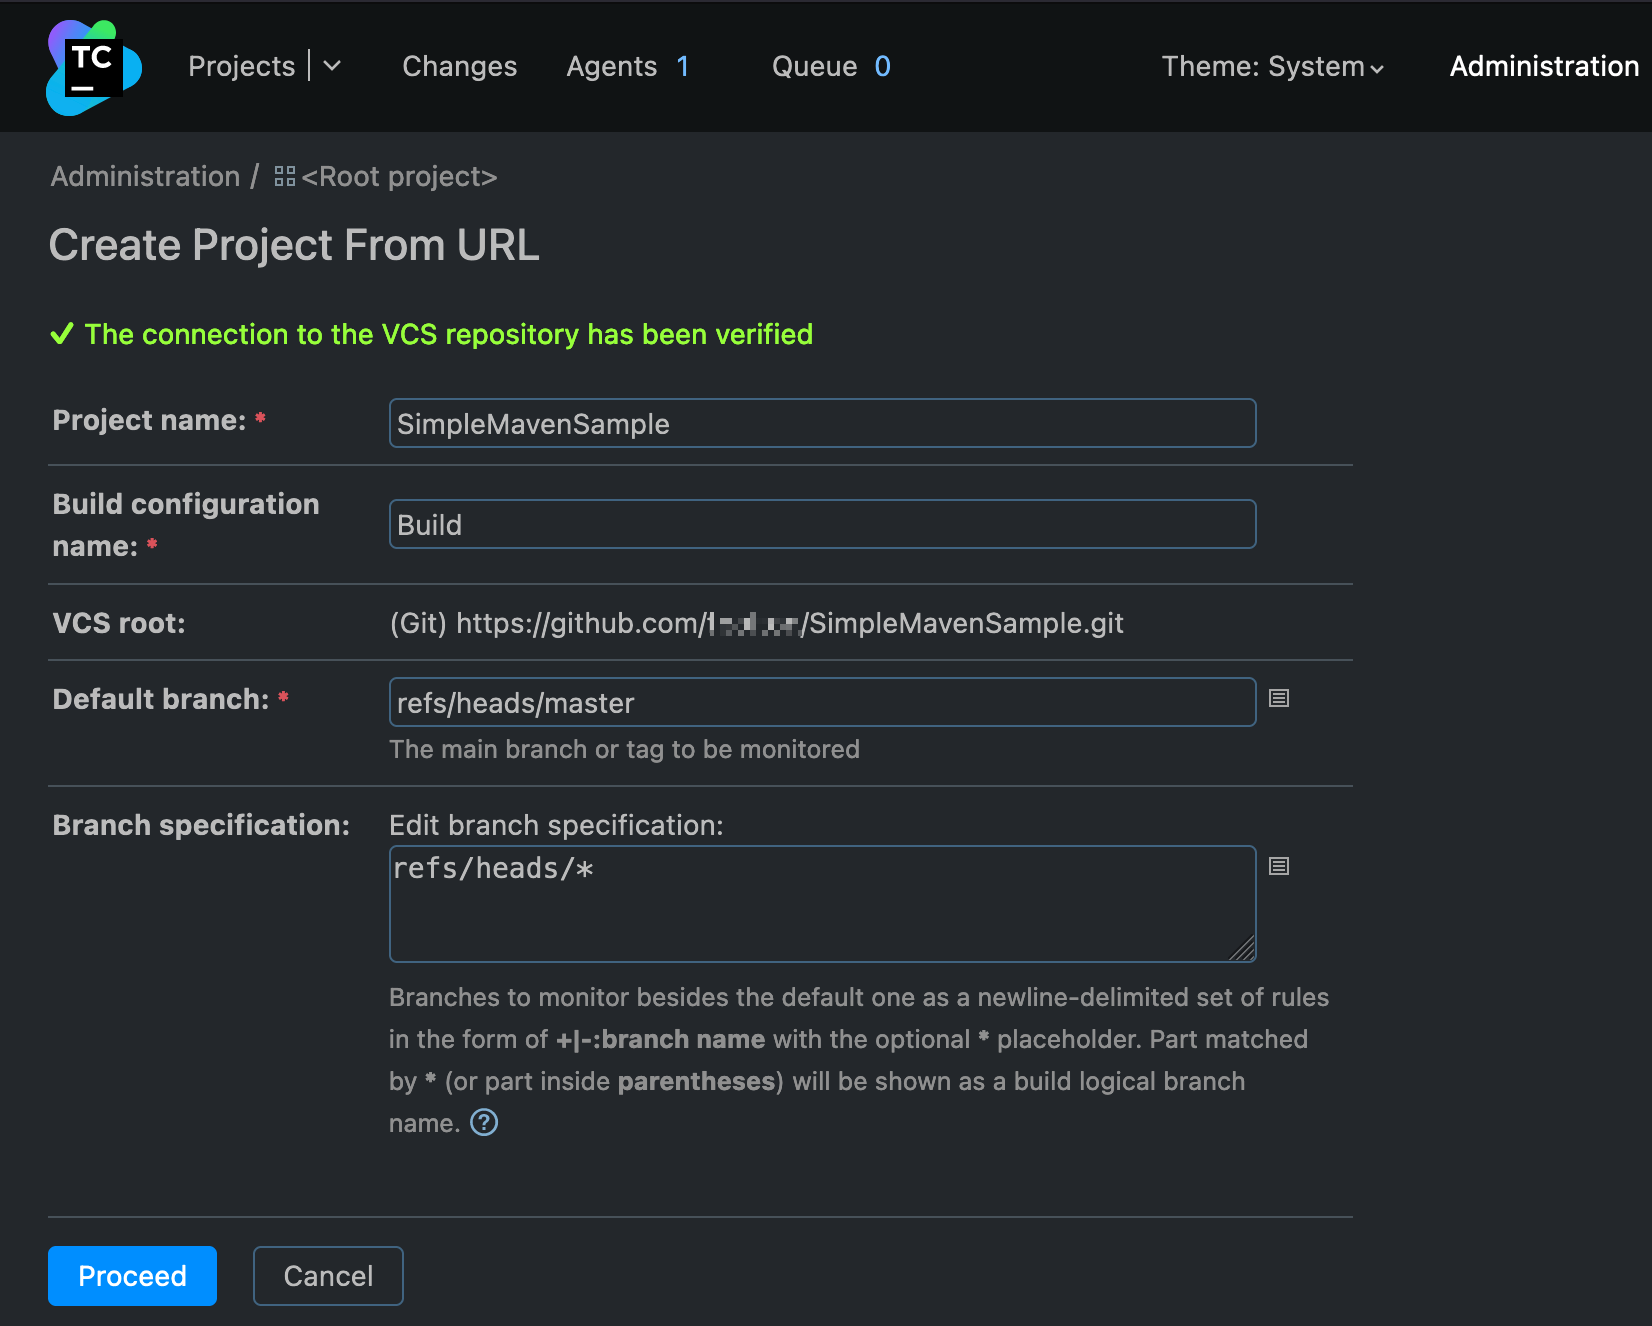 TC
Projects Changes Agents 1 Queue 0 Theme: System Administration
Administration / <Root project>
Create Project From URL
The connection to the VCS repository has been verified
Project name: * SimpleMavenSample
Build configuration
name: * Build
VCS root: (Git) https://github.com/ /SimpleMavenSample.git
Default branch: * refs/heads/master
The main branch or tag to be monitored
Branch specification: Edit branch specification:
refs/heads/*
Branches to monitor besides the default one as a newline-delimited set of rules
in the form of +|-:branch name with the optional * placeholder. Part matched
by * (or part inside parentheses) will be shown as a build logical branch
name. ?
Proceed Cancel